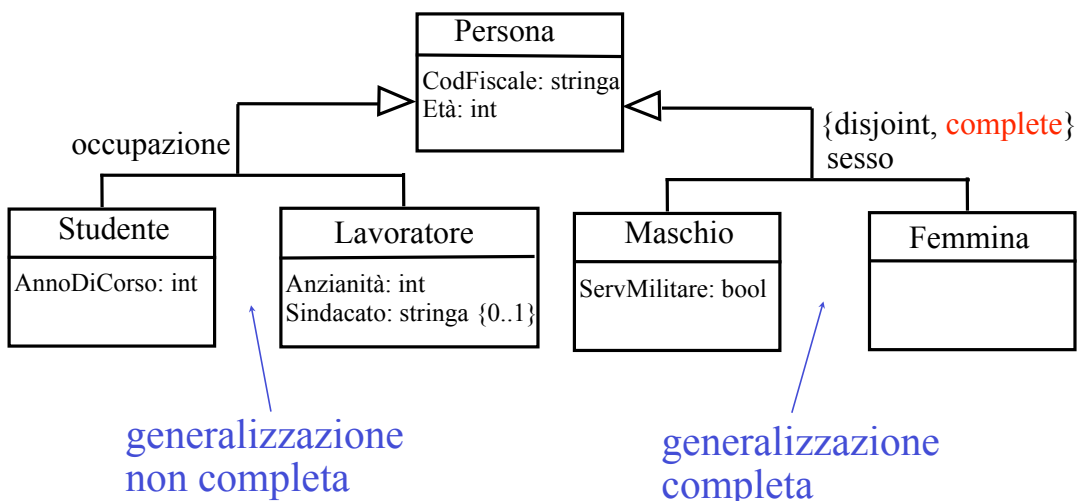 Persona
CodFiscale: stringa
Età: int
occupazione
{disjoint, complete}
sesso
Studente
AnnoDiCorso: int
Lavoratore
Anzianità: int
Sindacato: stringa {0..1}
Maschio
ServMilitare: bool
Femmina
generalizzazione
non completa
generalizzazione
completa